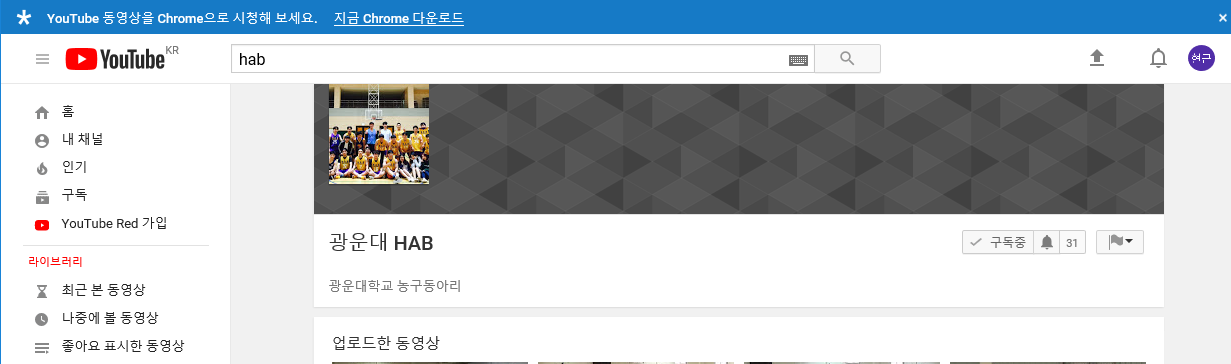 YouTube 동영상을 Chrome으로 시청해 보세요. 지금 Chrome 다운로드 ×
YouTube KR
hab
현근
홈
내 채널
인기
구독
YouTube Red 가입
라이브러리
최근 본 동영상
나중에 볼 동영상
좋아요 표시한 동영상
광운대 HAB
구독중 31
광운대학교 농구동아리
업로드한 동영상